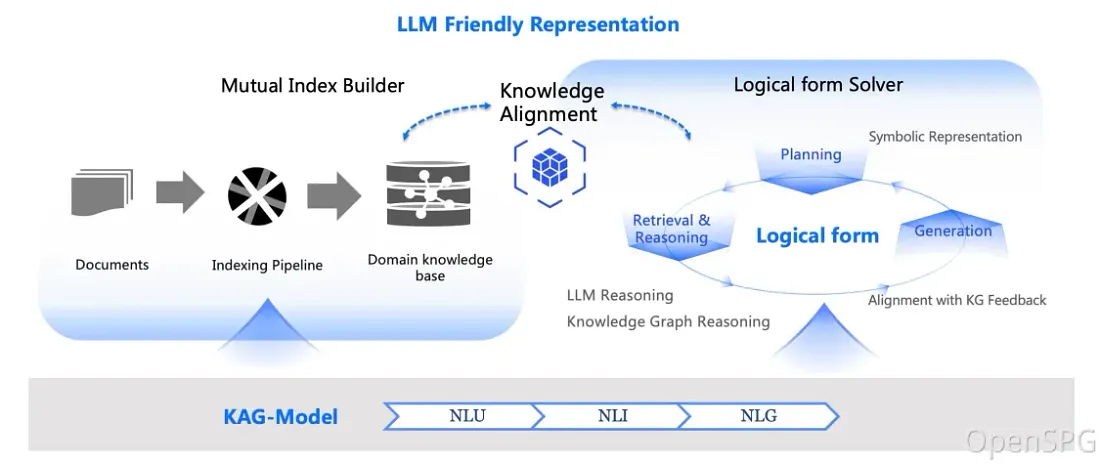 LLM Friendly Representation
Mutual Index Builder
Knowledge
Alignment
Logical form Solver
Symbolic Representation
Planning
Retrieval &
Reasoning
Logical form
Generation
Documents
Indexing Pipeline
Domain knowledge
base
LLM Reasoning
Knowledge Graph Reasoning
Alignment with KG Feedback
KAG-Model
NLU
NLI
NLG
OpenSPG